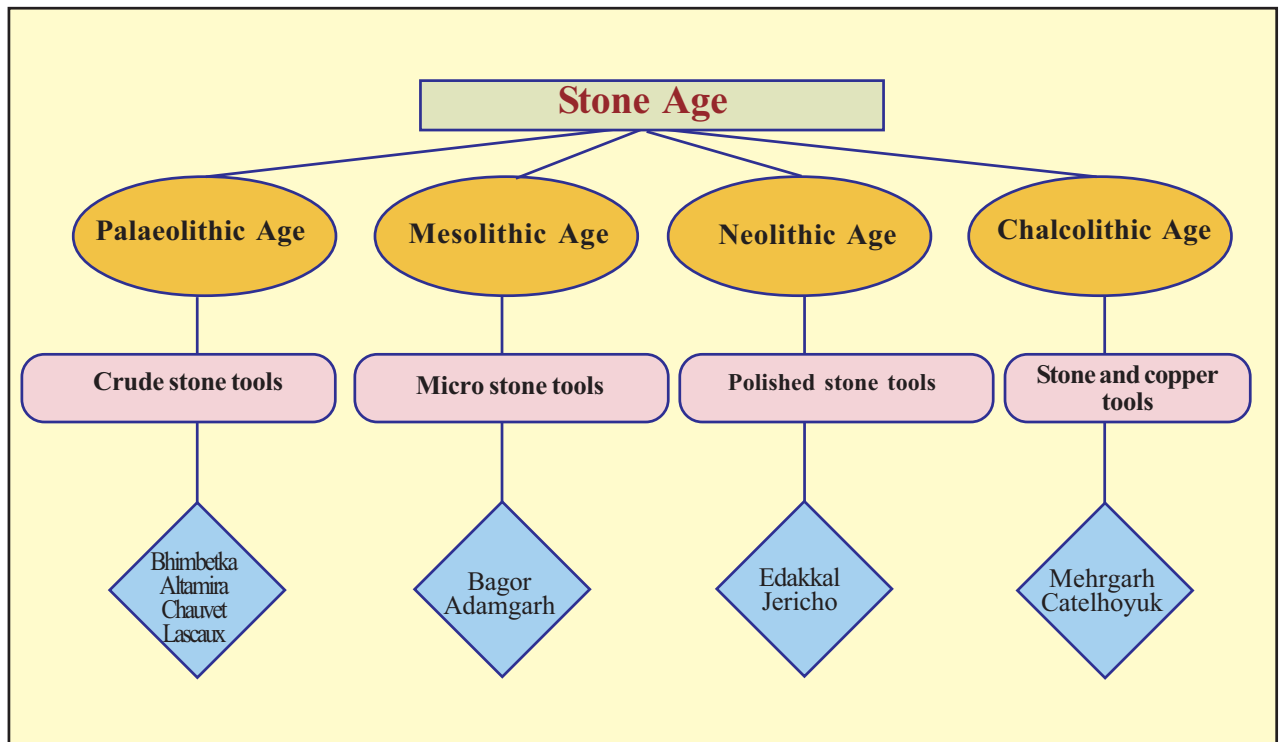 Stone Age
Palaeolithic Age
Mesolithic Age
Neolithic Age
Chalcolithic Age
Crude stone tools
Micro stone tools
Polished stone tools
Stone and copper
tools
Bhimbetka
Altamira
Chauvet
Lascaux
Bagor
Adamgarh
Edakkal
Jericho
Mehrgarh
Catelhoyuk